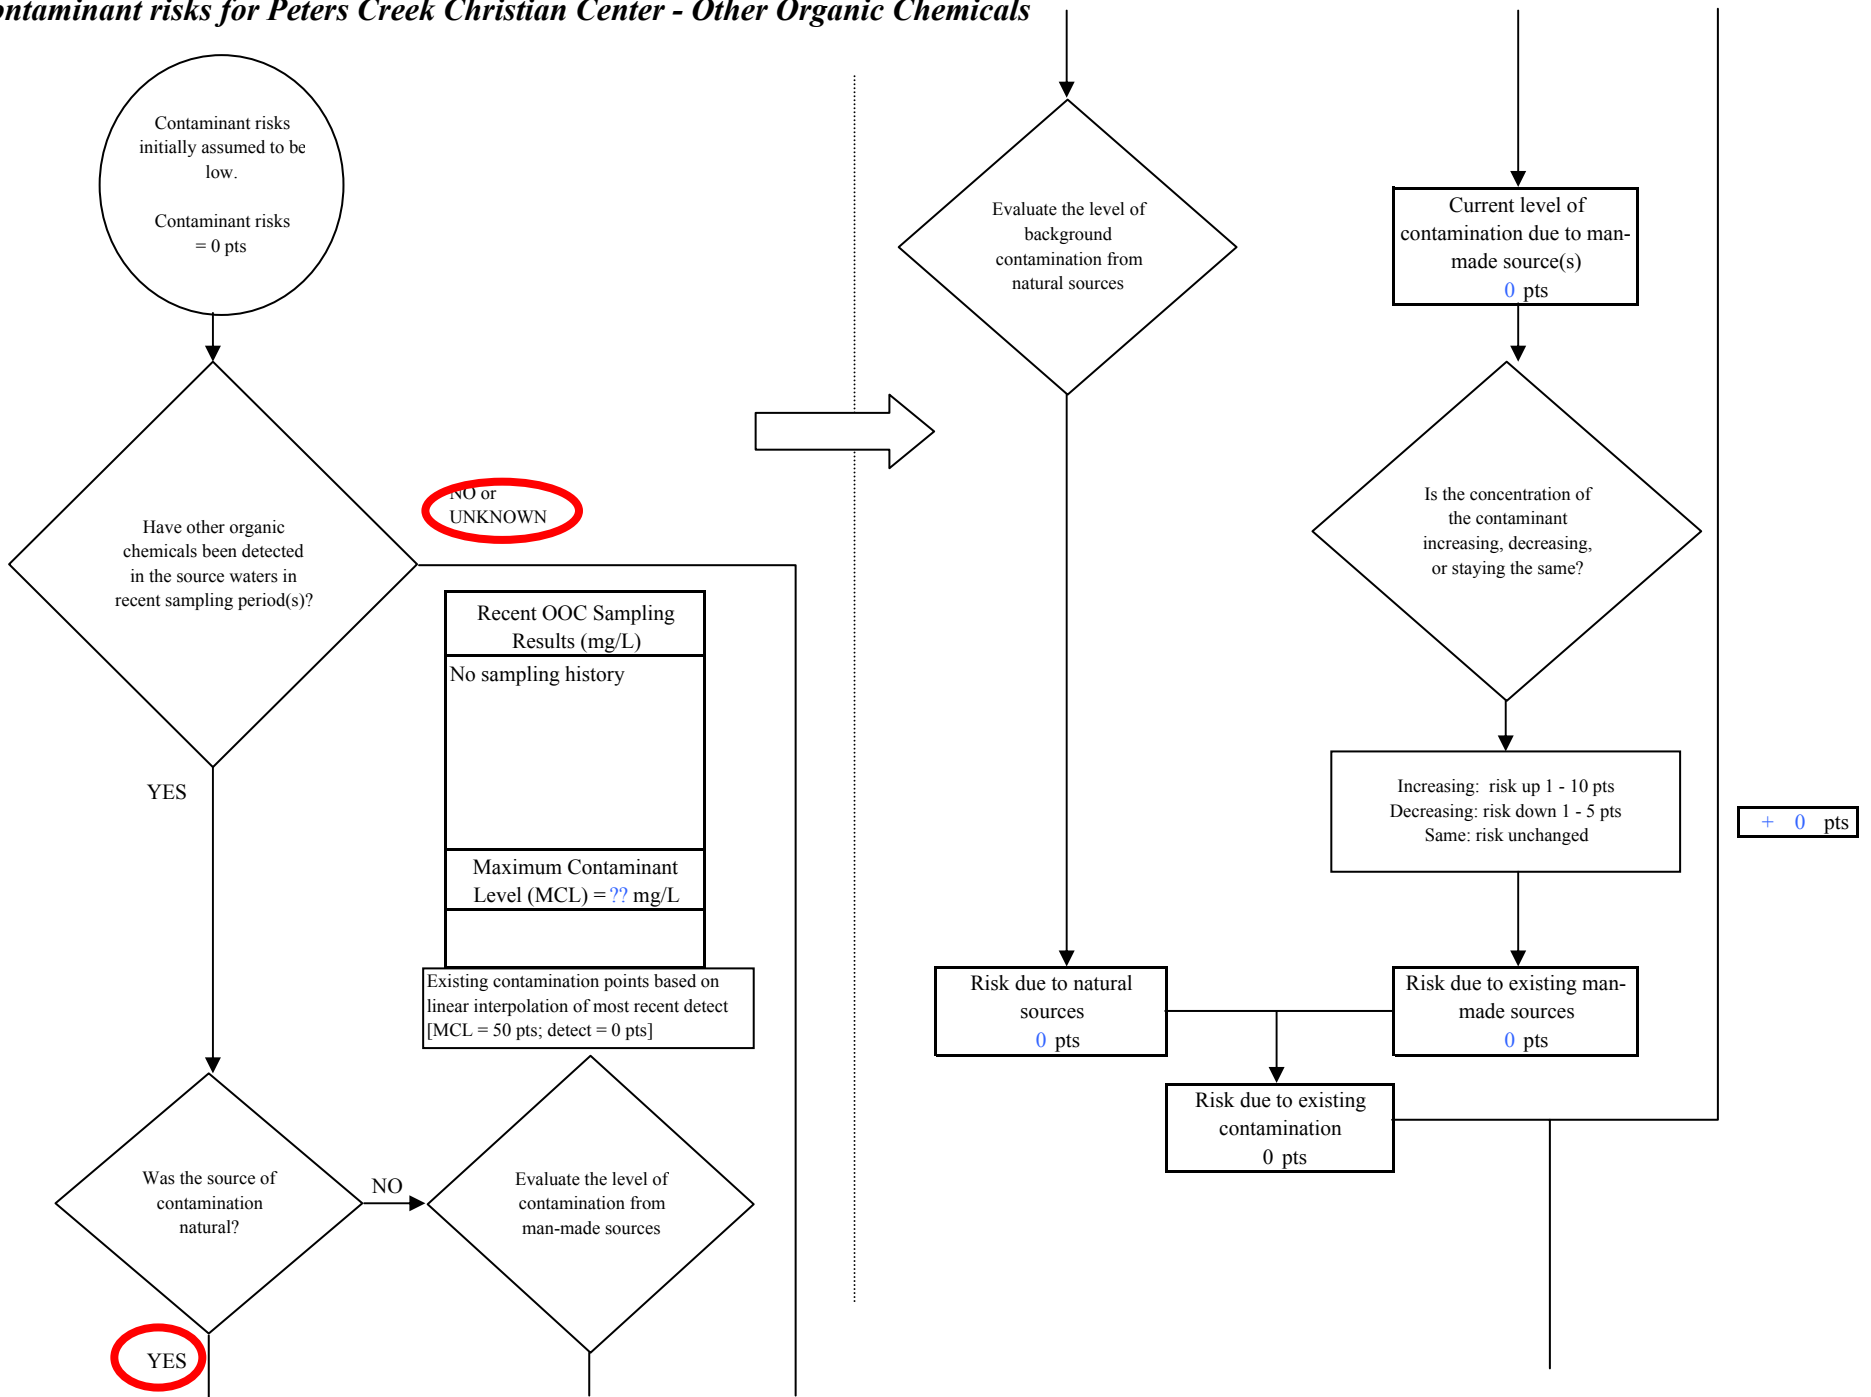 ontaminant risks for Peters Creek Christian Center - Other Organic Chemicals
Contaminant risks
initially assumed to be
low.
Contaminant risks
= 0 pts
Have other organic
chemicals been detected
in the source waters in
recent sampling period(s)?
NO or
UNKNOWN
YES
Recent OOC Sampling
Results (mg/L)
No sampling history
Maximum Contaminant
Level (MCL) = ?? mg/L
Existing contamination points based on
linear interpolation of most recent detect
[MCL = 50 pts; detect = 0 pts]
Was the source of
contamination
natural?
NO
YES
Evaluate the level of
contamination from
man-made sources
Evaluate the level of
background
contamination from
natural sources
Current level of
contamination due to man-
made source(s)
0 pts
Is the concentration of
the contaminant
increasing, decreasing,
or staying the same?
Increasing: risk up 1 - 10 pts
Decreasing: risk down 1 - 5 pts
Same: risk unchanged
+ 0 pts
Risk due to natural
sources
0 pts
Risk due to existing man-
made sources
0 pts
Risk due to existing
contamination
0 pts